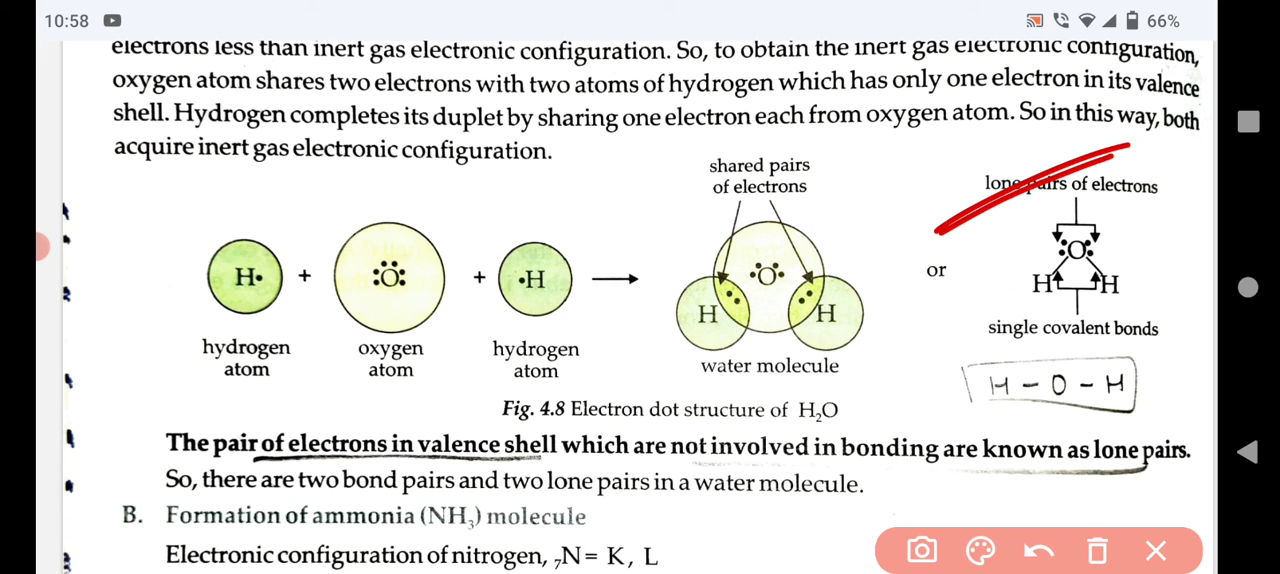 10:58
66%
electrons less than inert gas electronic configuration. So, to obtain the inert gas electronic configuration,
oxygen atom shares two electrons with two atoms of hydrogen which has only one electron in its valence
shell. Hydrogen completes its duplet by sharing one electron each from oxygen atom. So in this way, both
acquire inert gas electronic configuration.
shared pairs
of electrons
lone pairs of electrons
H• + :Ö: + •H
H O H
or
:O:
H H
hydrogen
atom
oxygen
atom
hydrogen
atom
water molecule
single covalent bonds
H - O - H
Fig. 4.8 Electron dot structure of H₂O
The pair of electrons in valence shell which are not involved in bonding are known as lone pairs.
So, there are two bond pairs and two lone pairs in a water molecule.
B. Formation of ammonia (NH₃) molecule
Electronic configuration of nitrogen, ₇N = K, L